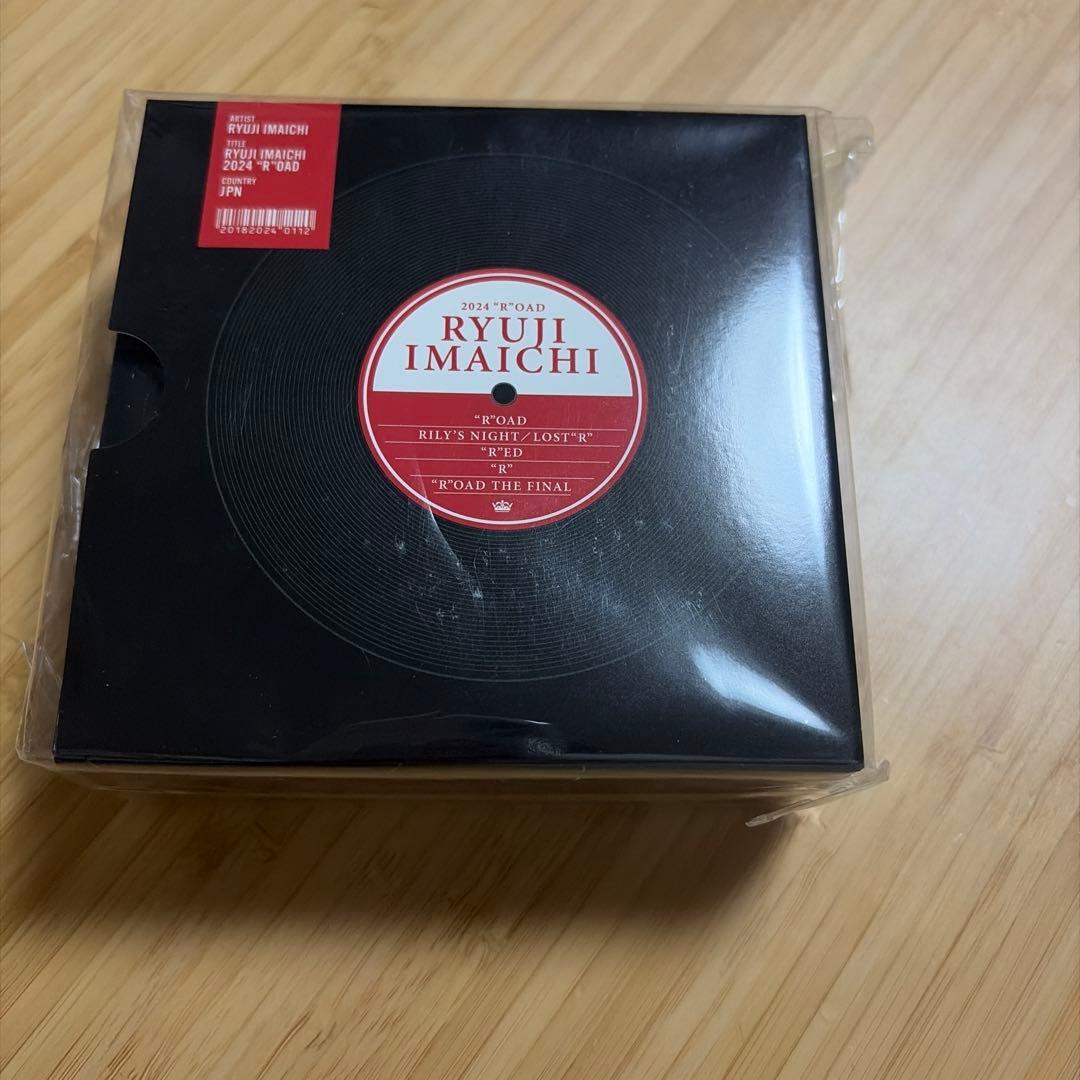 ARTIST
RYUJI IMAICHI
TITLE
RYUJI IMAICHI
2024 “R”OAD
COUNTRY
JPN
20182024 0112
2024 “R”OAD
RYUJI
IMAICHI
“R”OAD
RILY'S NIGHT/LOST“R”
“R”ED
“R”
“R”OAD THE FINAL